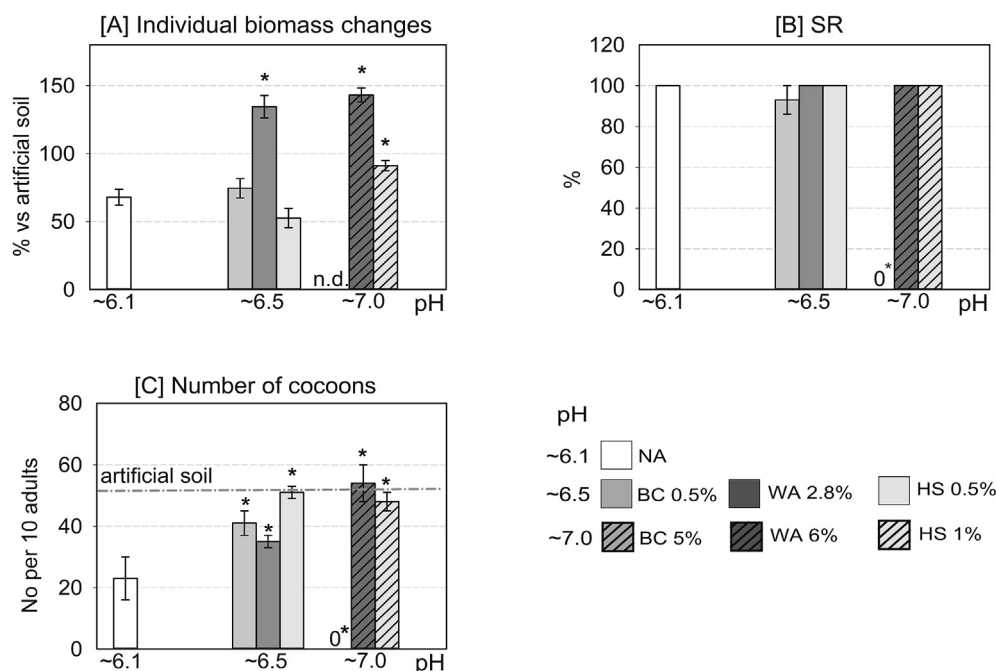 [A] Individual biomass changes
% vs artificial soil
150
100
50
0
*
*
*
n.d.
~6.1
~6.5
~7.0
pH
[B] SR
%
120
100
80
60
40
20
0
0*
~6.1
~6.5
~7.0
pH
[C] Number of cocoons
No per 10 adults
80
60
40
20
0
artificial soil
*
*
*
*
*
0*
~6.1
~6.5
~7.0
pH
pH
~6.1 NA
~6.5 BC 0.5% WA 2.8% HS 0.5%
~7.0 BC 5% WA 6% HS 1%